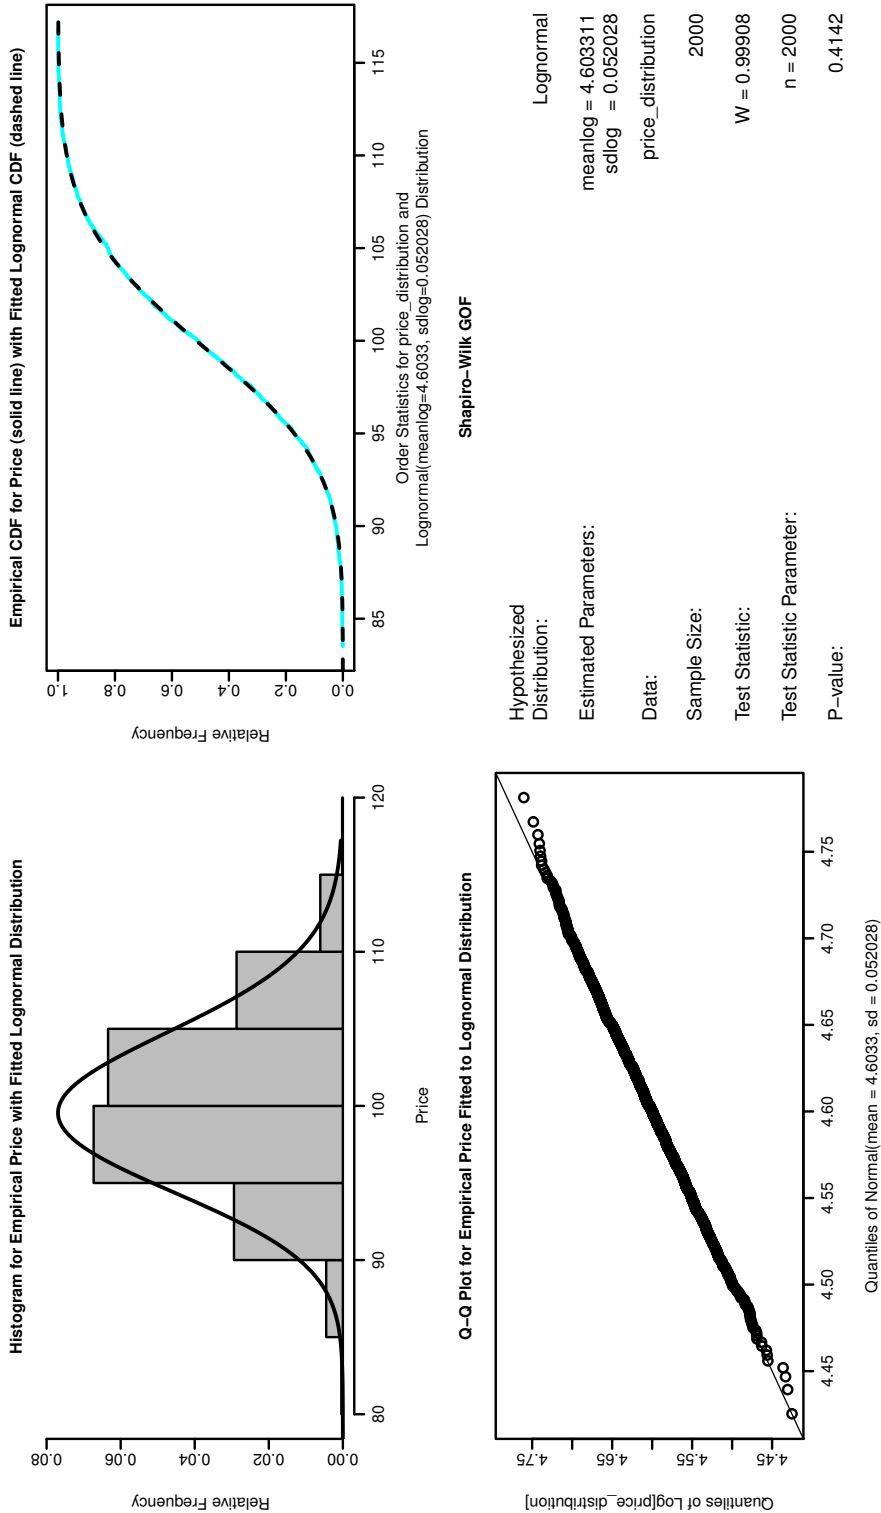 Histogram for Empirical Price with Fitted Lognormal Distribution
Relative Frequency
0.00
0.02
0.04
0.06
0.08
80
90
100
110
120
Price
Empirical CDF for Price (solid line) with Fitted Lognormal CDF (dashed line)
Relative Frequency
0.0
0.2
0.4
0.6
0.8
1.0
85
90
95
100
105
110
115
Order Statistics for price_distribution and
Lognormal(meanlog=4.6033, sdlog=0.052028) Distribution
Q−Q Plot for Empirical Price Fitted to Lognormal Distribution
Quantiles of Log[price_distribution]
4.45
4.55
4.65
4.75
4.45
4.50
4.55
4.60
4.65
4.70
4.75
Quantiles of Normal(mean = 4.6033, sd = 0.052028)
Shapiro−Wilk GOF
Hypothesized
Distribution: Lognormal
Estimated Parameters: meanlog = 4.603311
sdlog = 0.052028
Data: price_distribution
Sample Size: 2000
Test Statistic: W = 0.99908
Test Statistic Parameter: n = 2000
P−value: 0.4142